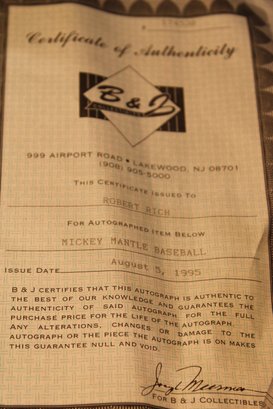 Certificate of Authenticity
B & J
999 AIRPORT ROAD • LAKEWOOD, NJ 08701
(908) 905-5000
THIS CERTIFICATE ISSUED TO
ROBERT RICH
FOR AUTOGRAPHED ITEM BELOW
MICKEY MANTLE BASEBALL
ISSUE DATE August 5, 1995
B & J CERTIFIES THAT THIS AUTOGRAPH IS AUTHENTIC TO
THE BEST OF OUR KNOWLEDGE AND GUARANTEES THE
AUTHENTICITY OF SAID AUTOGRAPH FOR THE FULL
PURCHASE PRICE FOR THE LIFE OF THE AUTOGRAPH.
ANY ALTERATIONS, CHANGES OR DAMAGE TO THE
AUTOGRAPH OR THE PIECE THE AUTOGRAPH IS ON MAKES
THIS GUARANTEE NULL AND VOID.
FOR B & J COLLECTIBLES